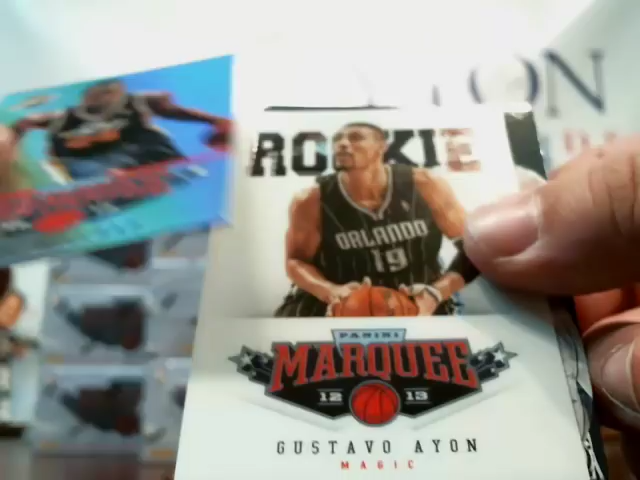 ON
ROOKIE
ORLANDO
19
PANINI
MARQUEE
12 13
GUSTAVO AYON
MAGIC